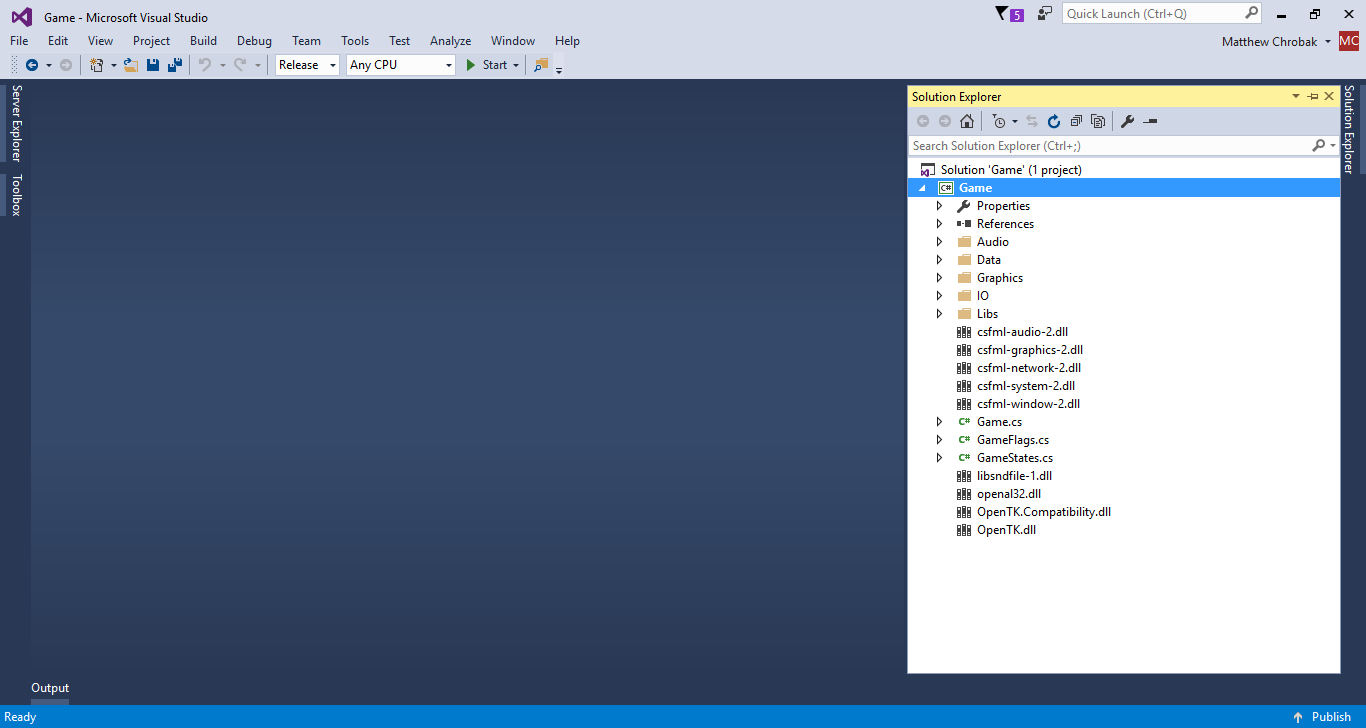 Game - Microsoft Visual Studio
5
Quick Launch (Ctrl+Q)
File Edit View Project Build Debug Team Tools Test Analyze Window Help
Matthew Chrobak MC
Release Any CPU Start
Server Explorer
Toolbox
Solution Explorer
Solution Explorer
Search Solution Explorer (Ctrl+;)
Solution 'Game' (1 project)
C# Game
Properties
References
Audio
Data
Graphics
IO
Libs
csfml-audio-2.dll
csfml-graphics-2.dll
csfml-network-2.dll
csfml-system-2.dll
csfml-window-2.dll
C# Game.cs
C# GameFlags.cs
C# GameStates.cs
libsndfile-1.dll
openal32.dll
OpenTK.Compatibility.dll
OpenTK.dll
Output
Ready
Publish